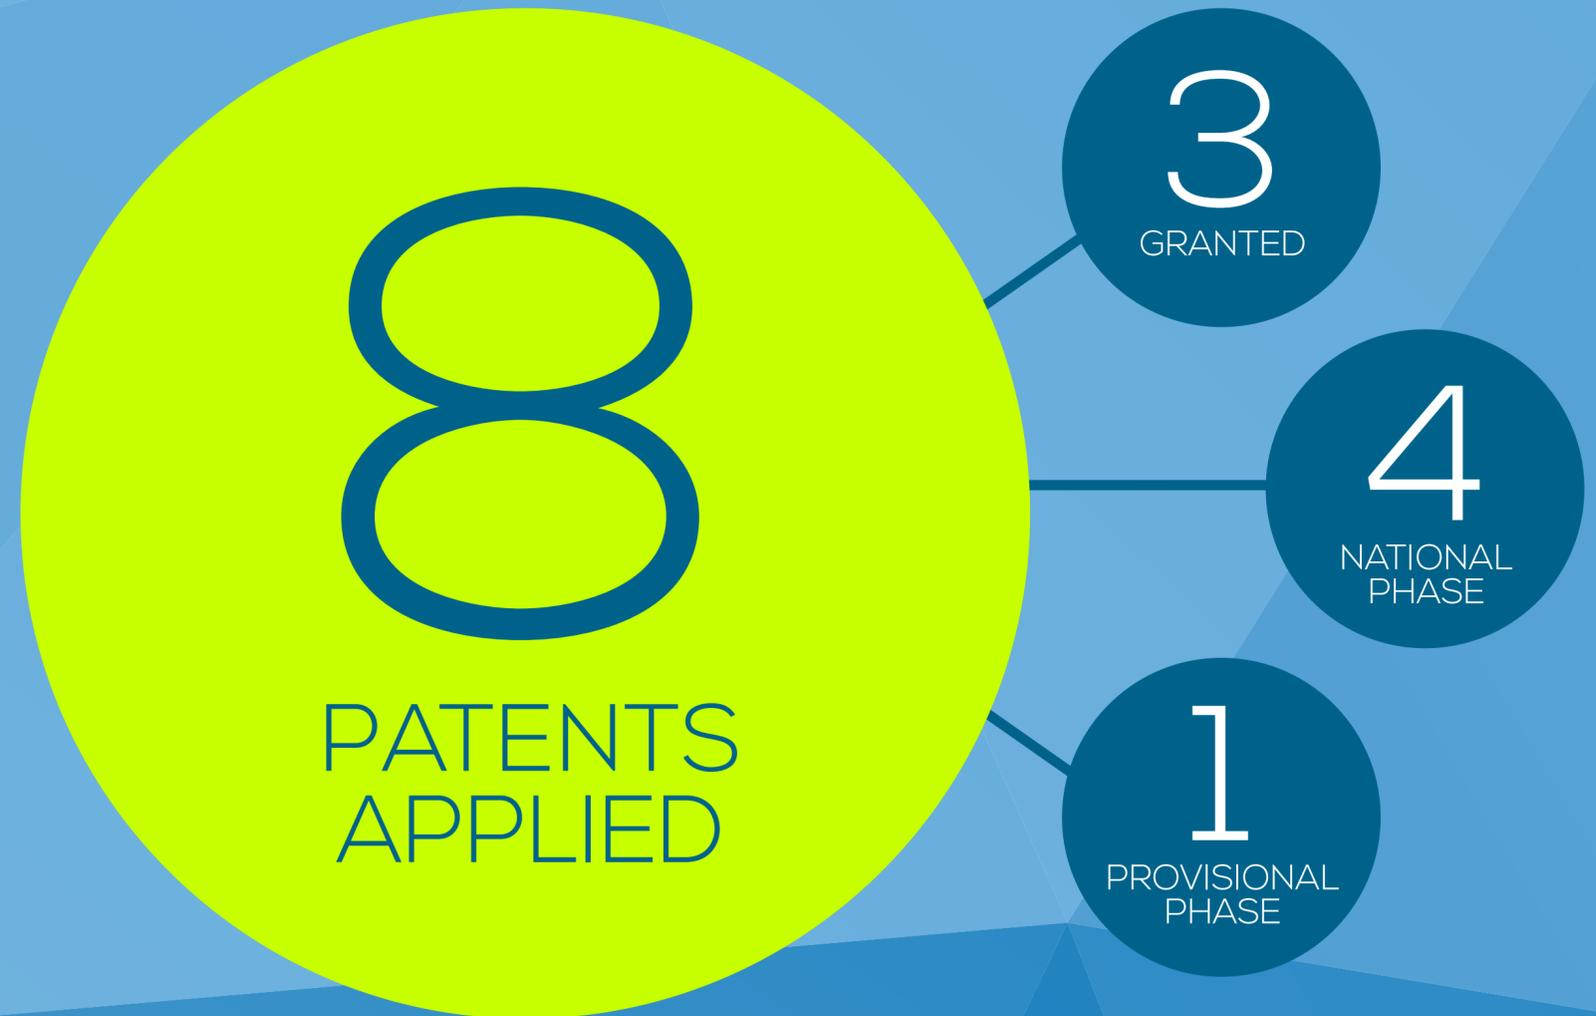 8
PATENTS
APPLIED
3
GRANTED
4
NATIONAL
PHASE
1
PROVISIONAL
PHASE